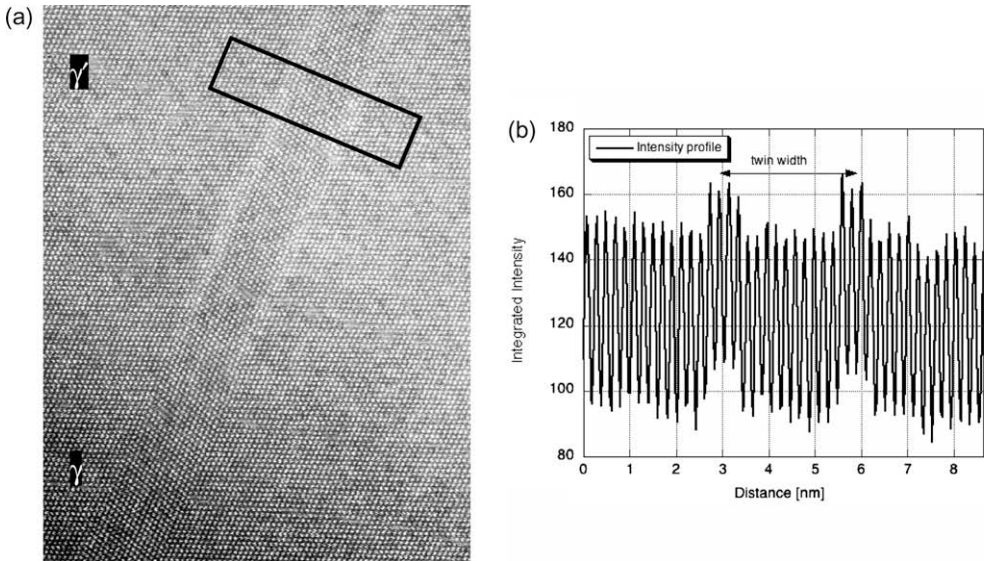 (a)
γ′
γ
(b)
180
160
140
120
100
80
Integrated Intensity
Intensity profile
twin width
0 1 2 3 4 5 6 7 8
Distance [nm]